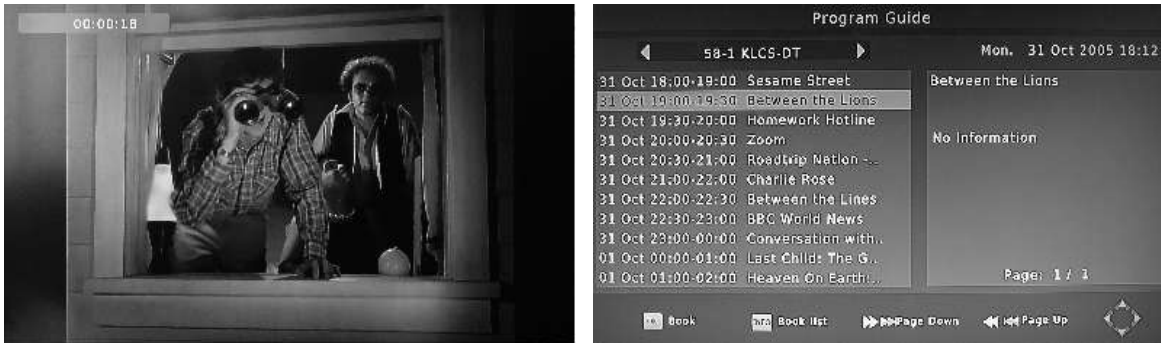 00:00:18
Program Guide
58-1 KLCS-DT
Mon. 31 Oct 2005 18:12
31 Oct 18:00-19:00 Sesame Street
31 Oct 19:00-19:30 Between the Lions
31 Oct 19:30-20:00 Homework Hotline
31 Oct 20:00-20:30 Zoom
31 Oct 20:30-21:00 Roadtrip Nation -..
31 Oct 21:00-22:00 Charlie Rose
31 Oct 22:00-22:30 Between the Lines
31 Oct 22:30-23:00 BBC World News
31 Oct 23:00-00:00 Conversation with..
01 Oct 00:00-01:00 Last Child: The G..
01 Oct 01:00-02:00 Heaven On Earth:..
Between the Lions
No Information
Page: 1 / 3
Book
Book list
Page Down
Page Up